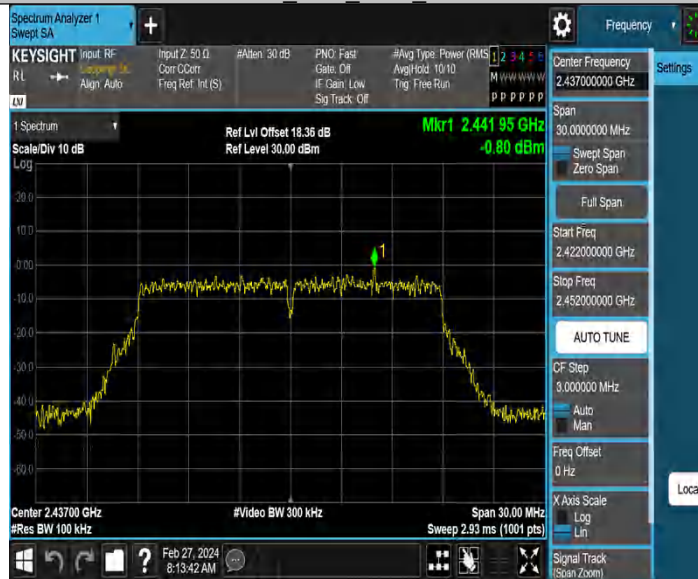 Spectrum Analyzer 1
Swept SA
Frequency
KEYSIGHT
RL
Input: RF
Align: Auto
Input Z: 50 Ω
Corr CCorr
Freq Ref: Int (S)
#Atten: 30 dB
PNO: Fast
Gate: Off
IF Gain: Low
Sig Track: Off
#Avg Type: Power (RMS
Avg|Hold: 10/10
Trig: Free Run
1 2 3 4 5 6
M W W W W W
P P P P P P
LXI
1 Spectrum
Scale/Div 10 dB
Ref Lvl Offset 18.36 dB
Ref Level 30.00 dBm
Mkr1 2.441 95 GHz
-0.80 dBm
Log
20.0
10.0
0.00
-10.0
-20.0
-30.0
-40.0
-50.0
-60.0
1
Center 2.43700 GHz
#Res BW 100 kHz
#Video BW 300 kHz
Span 30.00 MHz
Sweep 2.93 ms (1001 pts)
Feb 27, 2024
8:13:42 AM
Center Frequency
2.437000000 GHz
Settings
Span
30.0000000 MHz
Swept Span
Zero Span
Full Span
Start Freq
2.422000000 GHz
Stop Freq
2.452000000 GHz
AUTO TUNE
CF Step
3.000000 MHz
Auto
Man
Freq Offset
0 Hz
X Axis Scale
Log
Lin
Loca
Signal Track
(Span Zoom)